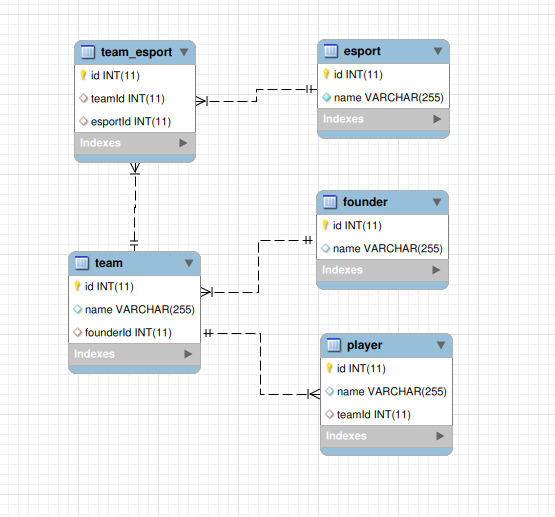 team_esport
id INT(11)
teamId INT(11)
esportId INT(11)
Indexes
esport
id INT(11)
name VARCHAR(255)
Indexes
founder
id INT(11)
name VARCHAR(255)
Indexes
team
id INT(11)
name VARCHAR(255)
founderId INT(11)
Indexes
player
id INT(11)
name VARCHAR(255)
teamId INT(11)
Indexes